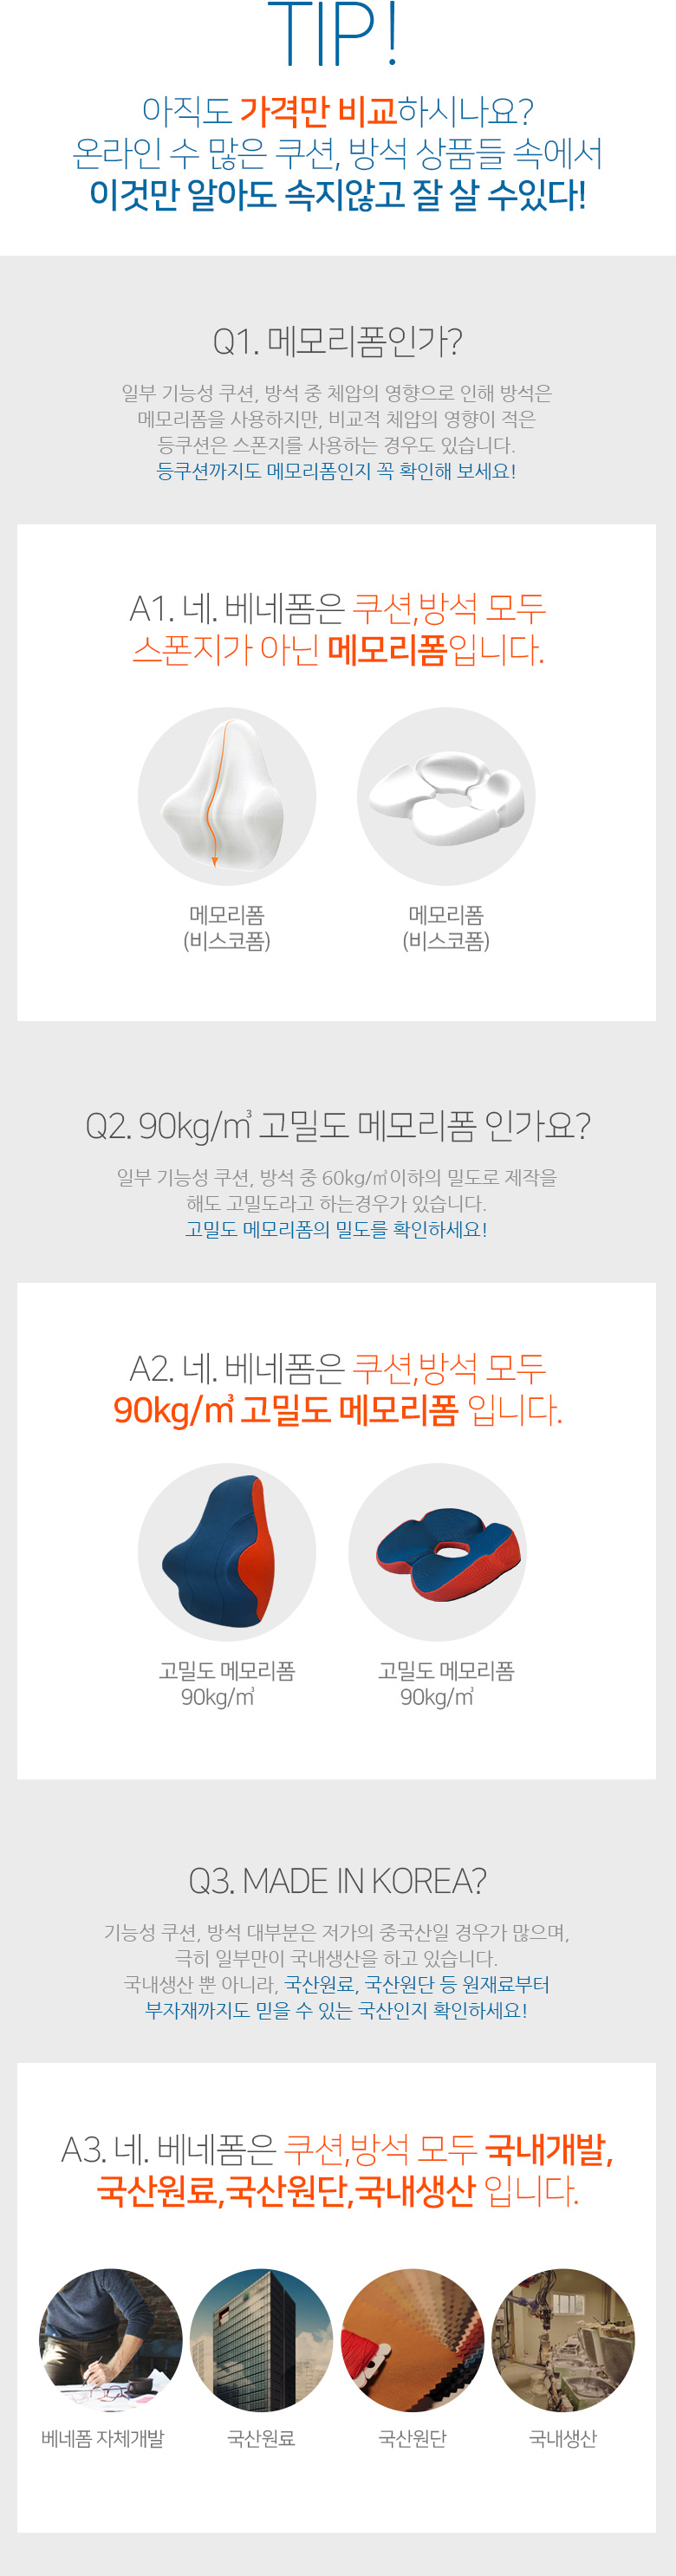 TIP!
아직도 가격만 비교하시나요?
온라인 수 많은 쿠션, 방석 상품들 속에서
이것만 알아도 속지않고 잘 살 수있다!
Q1. 메모리폼인가?
일부 기능성 쿠션, 방석 중 체압의 영향으로 인해 방석은
메모리폼을 사용하지만, 비교적 체압의 영향이 적은
등쿠션은 스폰지를 사용하는 경우도 있습니다.
등쿠션까지도 메모리폼인지 꼭 확인해 보세요!
A1. 네. 베네폼은 쿠션,방석 모두
스폰지가 아닌 메모리폼입니다.
메모리폼
(비스코폼)
메모리폼
(비스코폼)
Q2. 90kg/㎥ 고밀도 메모리폼 인가요?
일부 기능성 쿠션, 방석 중 60kg/㎥이하의 밀도로 제작을
해도 고밀도라고 하는경우가 있습니다.
고밀도 메모리폼의 밀도를 확인하세요!
A2. 네. 베네폼은 쿠션,방석 모두
90kg/㎥ 고밀도 메모리폼 입니다.
고밀도 메모리폼
90kg/㎥
고밀도 메모리폼
90kg/㎥
Q3. MADE IN KOREA?
기능성 쿠션, 방석 대부분은 저가의 중국산일 경우가 많으며,
극히 일부만이 국내생산을 하고 있습니다.
국내생산 뿐 아니라, 국산원료, 국산원단 등 원재료부터
부자재까지도 믿을 수 있는 국산인지 확인하세요!
A3. 네. 베네폼은 쿠션,방석 모두 국내개발,
국산원료,국산원단,국내생산 입니다.
베네폼 자체개발
국산원료
국산원단
국내생산